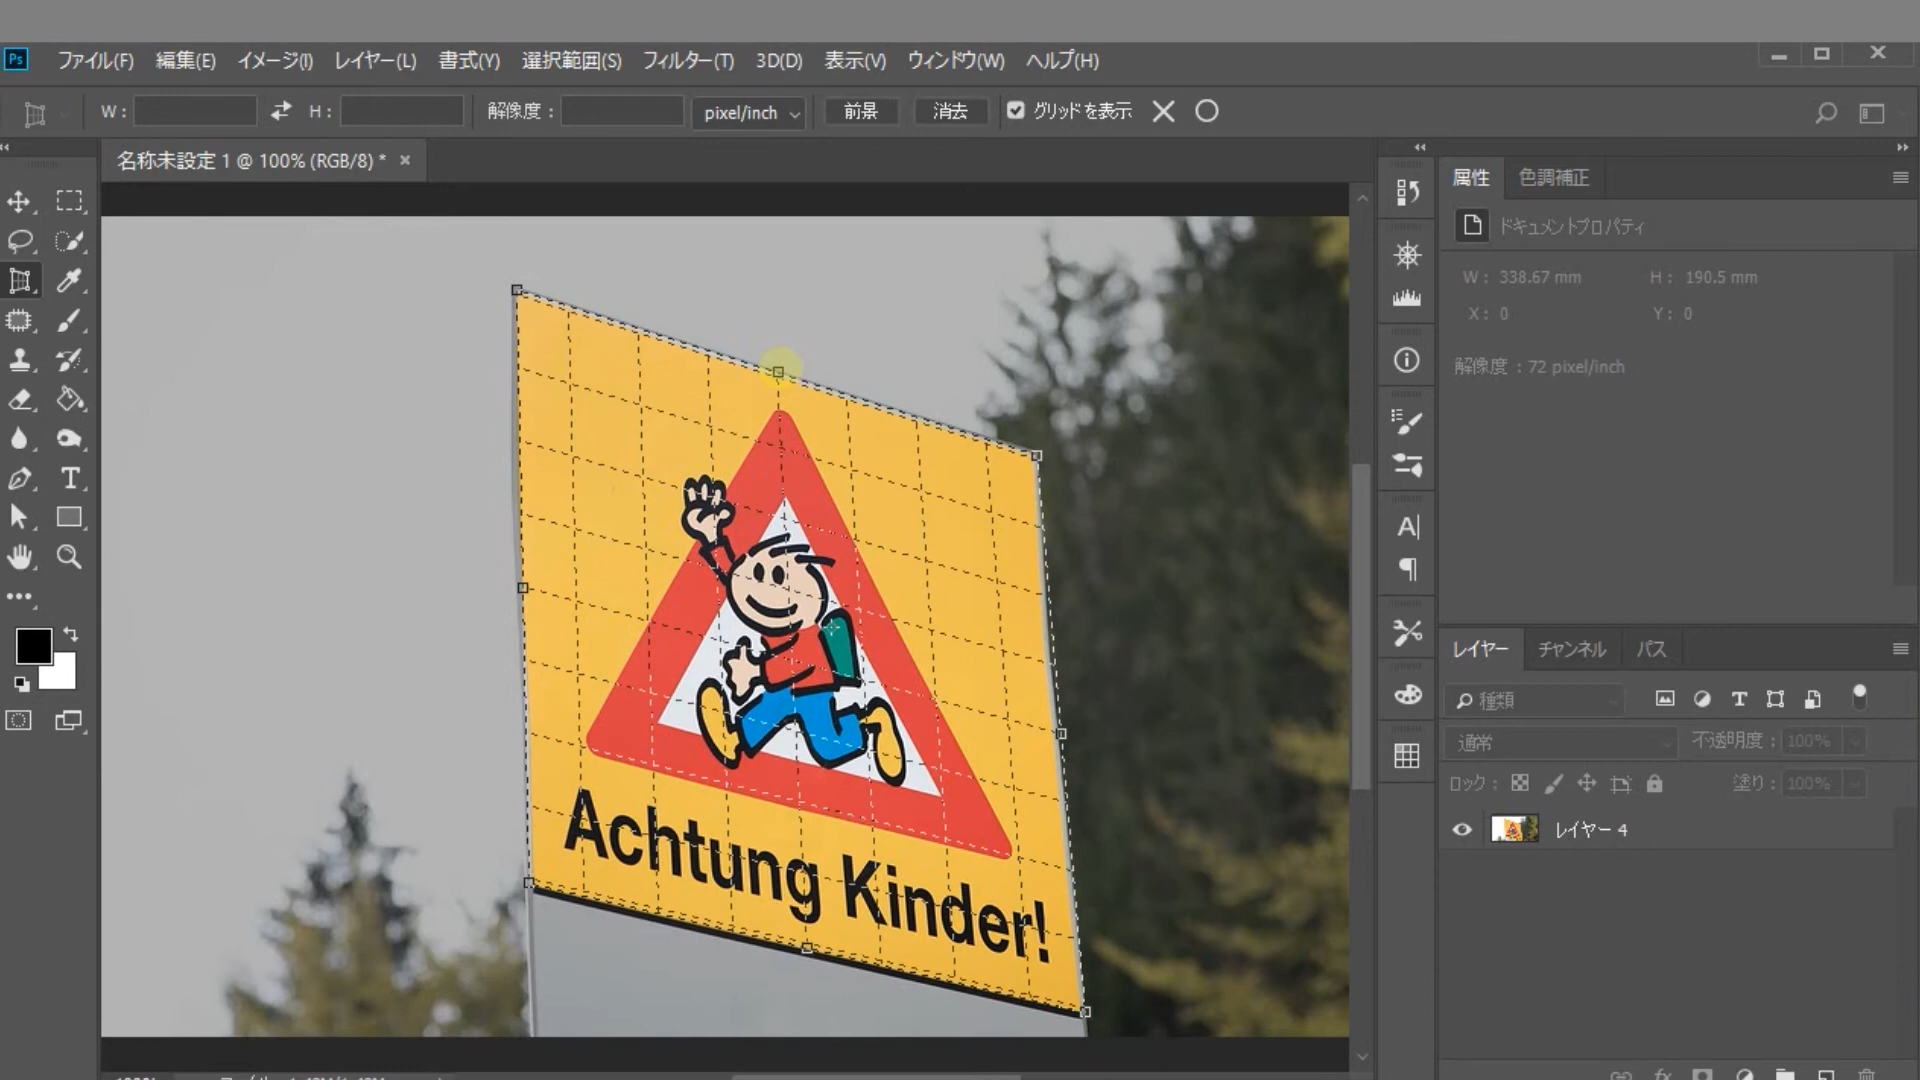 Ps ファイル(F) 編集(E) イメージ(I) レイヤー(L) 書式(Y) 選択範囲(S) フィルター(T) 3D(D) 表示(V) ウィンドウ(W) ヘルプ(H)
W: H: 解像度: pixel/inch 前景 消去 グリッドを表示
名称未設定 1 @ 100% (RGB/8) *
属性 色調補正
ドキュメントプロパティ
W: 338.67 mm H: 190.5 mm
X: 0 Y: 0
解像度:72 pixel/inch
Achtung Kinder!
レイヤー チャンネル パス
種類
通常 不透明度: 100%
ロック: 塗り: 100%
レイヤー 4
fx